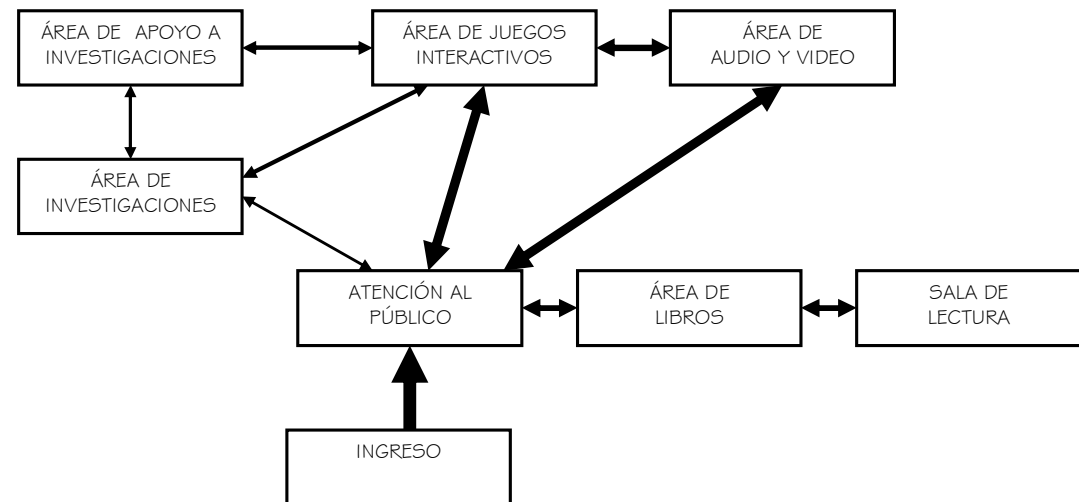 ÁREA DE APOYO A
INVESTIGACIONES
ÁREA DE JUEGOS
INTERACTIVOS
ÁREA DE
AUDIO Y VIDEO
ÁREA DE
INVESTIGACIONES
ATENCIÓN AL
PÚBLICO
ÁREA DE
LIBROS
SALA DE
LECTURA
INGRESO